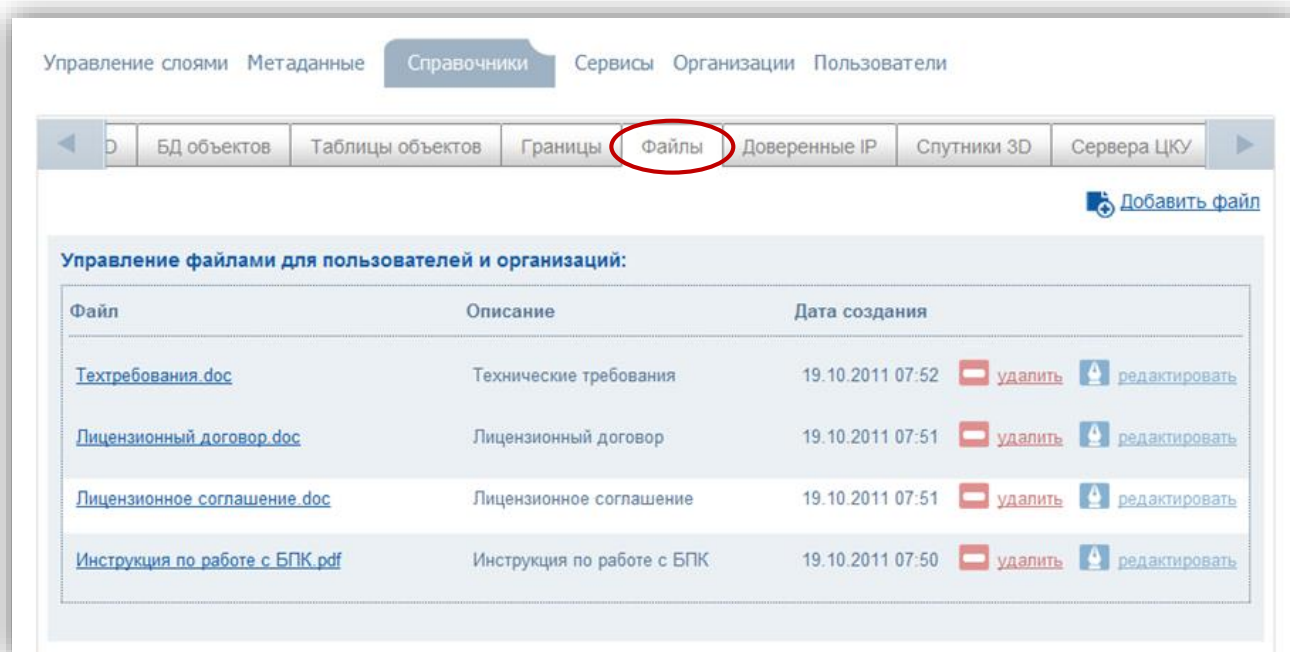 Управление слоями Метаданные Справочники Сервисы Организации Пользователи
БД объектов Таблицы объектов Границы Файлы Доверенные IP Спутники 3D Сервера ЦКУ
Добавить файл
Управление файлами для пользователей и организаций:
Файл Описание Дата создания
Техтребования.doc Технические требования 19.10.2011 07:52 удалить редактировать
Лицензионный договор.doc Лицензионный договор 19.10.2011 07:51 удалить редактировать
Лицензионное соглашение.doc Лицензионное соглашение 19.10.2011 07:51 удалить редактировать
Инструкция по работе с БПК.pdf Инструкция по работе с БПК 19.10.2011 07:50 удалить редактировать